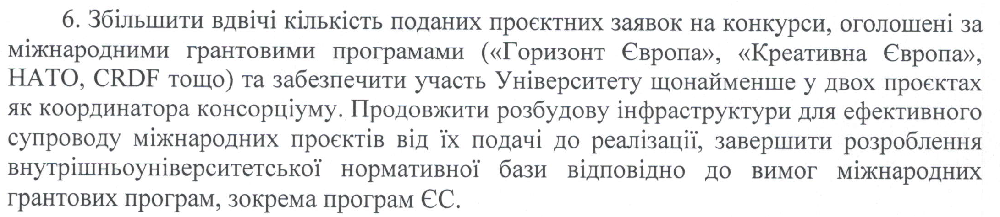 6. Збільшити вдвічі кількість поданих проєктних заявок на конкурси, оголошені за
міжнародними грантовими програмами («Горизонт Європа», «Креативна Європа»,
НАТО, CRDF тощо) та забезпечити участь Університету щонайменше у двох проєктах
як координатора консорціуму. Продовжити розбудову інфраструктури для ефективного
супроводу міжнародних проєктів від їх подачі до реалізації, завершити розроблення
внутрішньоуніверситетської нормативної бази відповідно до вимог міжнародних
грантових програм, зокрема програм ЄС.